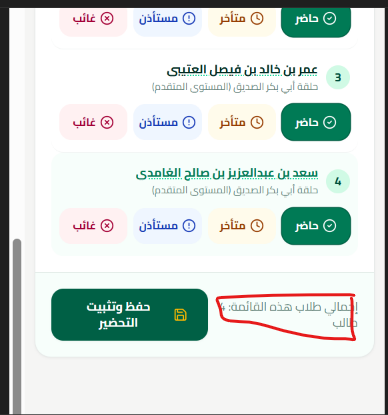 حاضر متأخر مستأذن غائب
3 عمر بن خالد بن فيصل العتيبي
حلقة أبي بكر الصديق (المستوى المتقدم)
حاضر متأخر مستأذن غائب
4 سعد بن عبدالعزيز بن صالح الغامدي
حلقة أبي بكر الصديق (المستوى المتقدم)
حاضر متأخر مستأذن غائب
إجمالي طلاب هذه القائمة: 4
طالب
حفظ وتثبيت
التحضير